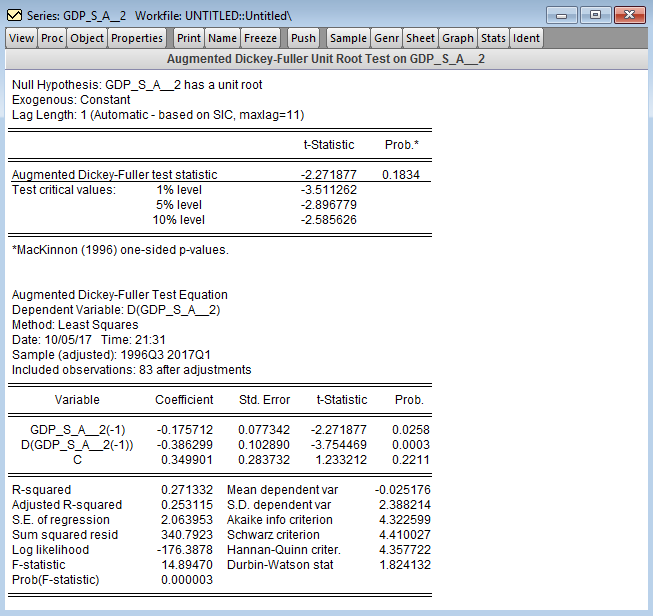 Series: GDP_S_A__2 Workfile: UNTITLED::Untitled\
View Proc Object Properties Print Name Freeze Push Sample Genr Sheet Graph Stats Ident
Augmented Dickey-Fuller Unit Root Test on GDP_S_A__2
Null Hypothesis: GDP_S_A__2 has a unit root
Exogenous: Constant
Lag Length: 1 (Automatic - based on SIC, maxlag=11)
t-Statistic Prob.*
Augmented Dickey-Fuller test statistic -2.271877 0.1834
Test critical values: 1% level -3.511262
5% level -2.896779
10% level -2.585626
*MacKinnon (1996) one-sided p-values.
Augmented Dickey-Fuller Test Equation
Dependent Variable: D(GDP_S_A__2)
Method: Least Squares
Date: 10/05/17 Time: 21:31
Sample (adjusted): 1996Q3 2017Q1
Included observations: 83 after adjustments
Variable Coefficient Std. Error t-Statistic Prob.
GDP_S_A__2(-1) -0.175712 0.077342 -2.271877 0.0258
D(GDP_S_A__2(-1)) -0.386299 0.102890 -3.754469 0.0003
C 0.349901 0.283732 1.233212 0.2211
R-squared 0.271332 Mean dependent var -0.025176
Adjusted R-squared 0.253115 S.D. dependent var 2.388214
S.E. of regression 2.063953 Akaike info criterion 4.322599
Sum squared resid 340.7923 Schwarz criterion 4.410027
Log likelihood -176.3878 Hannan-Quinn criter. 4.357722
F-statistic 14.89470 Durbin-Watson stat 1.824132
Prob(F-statistic) 0.000003